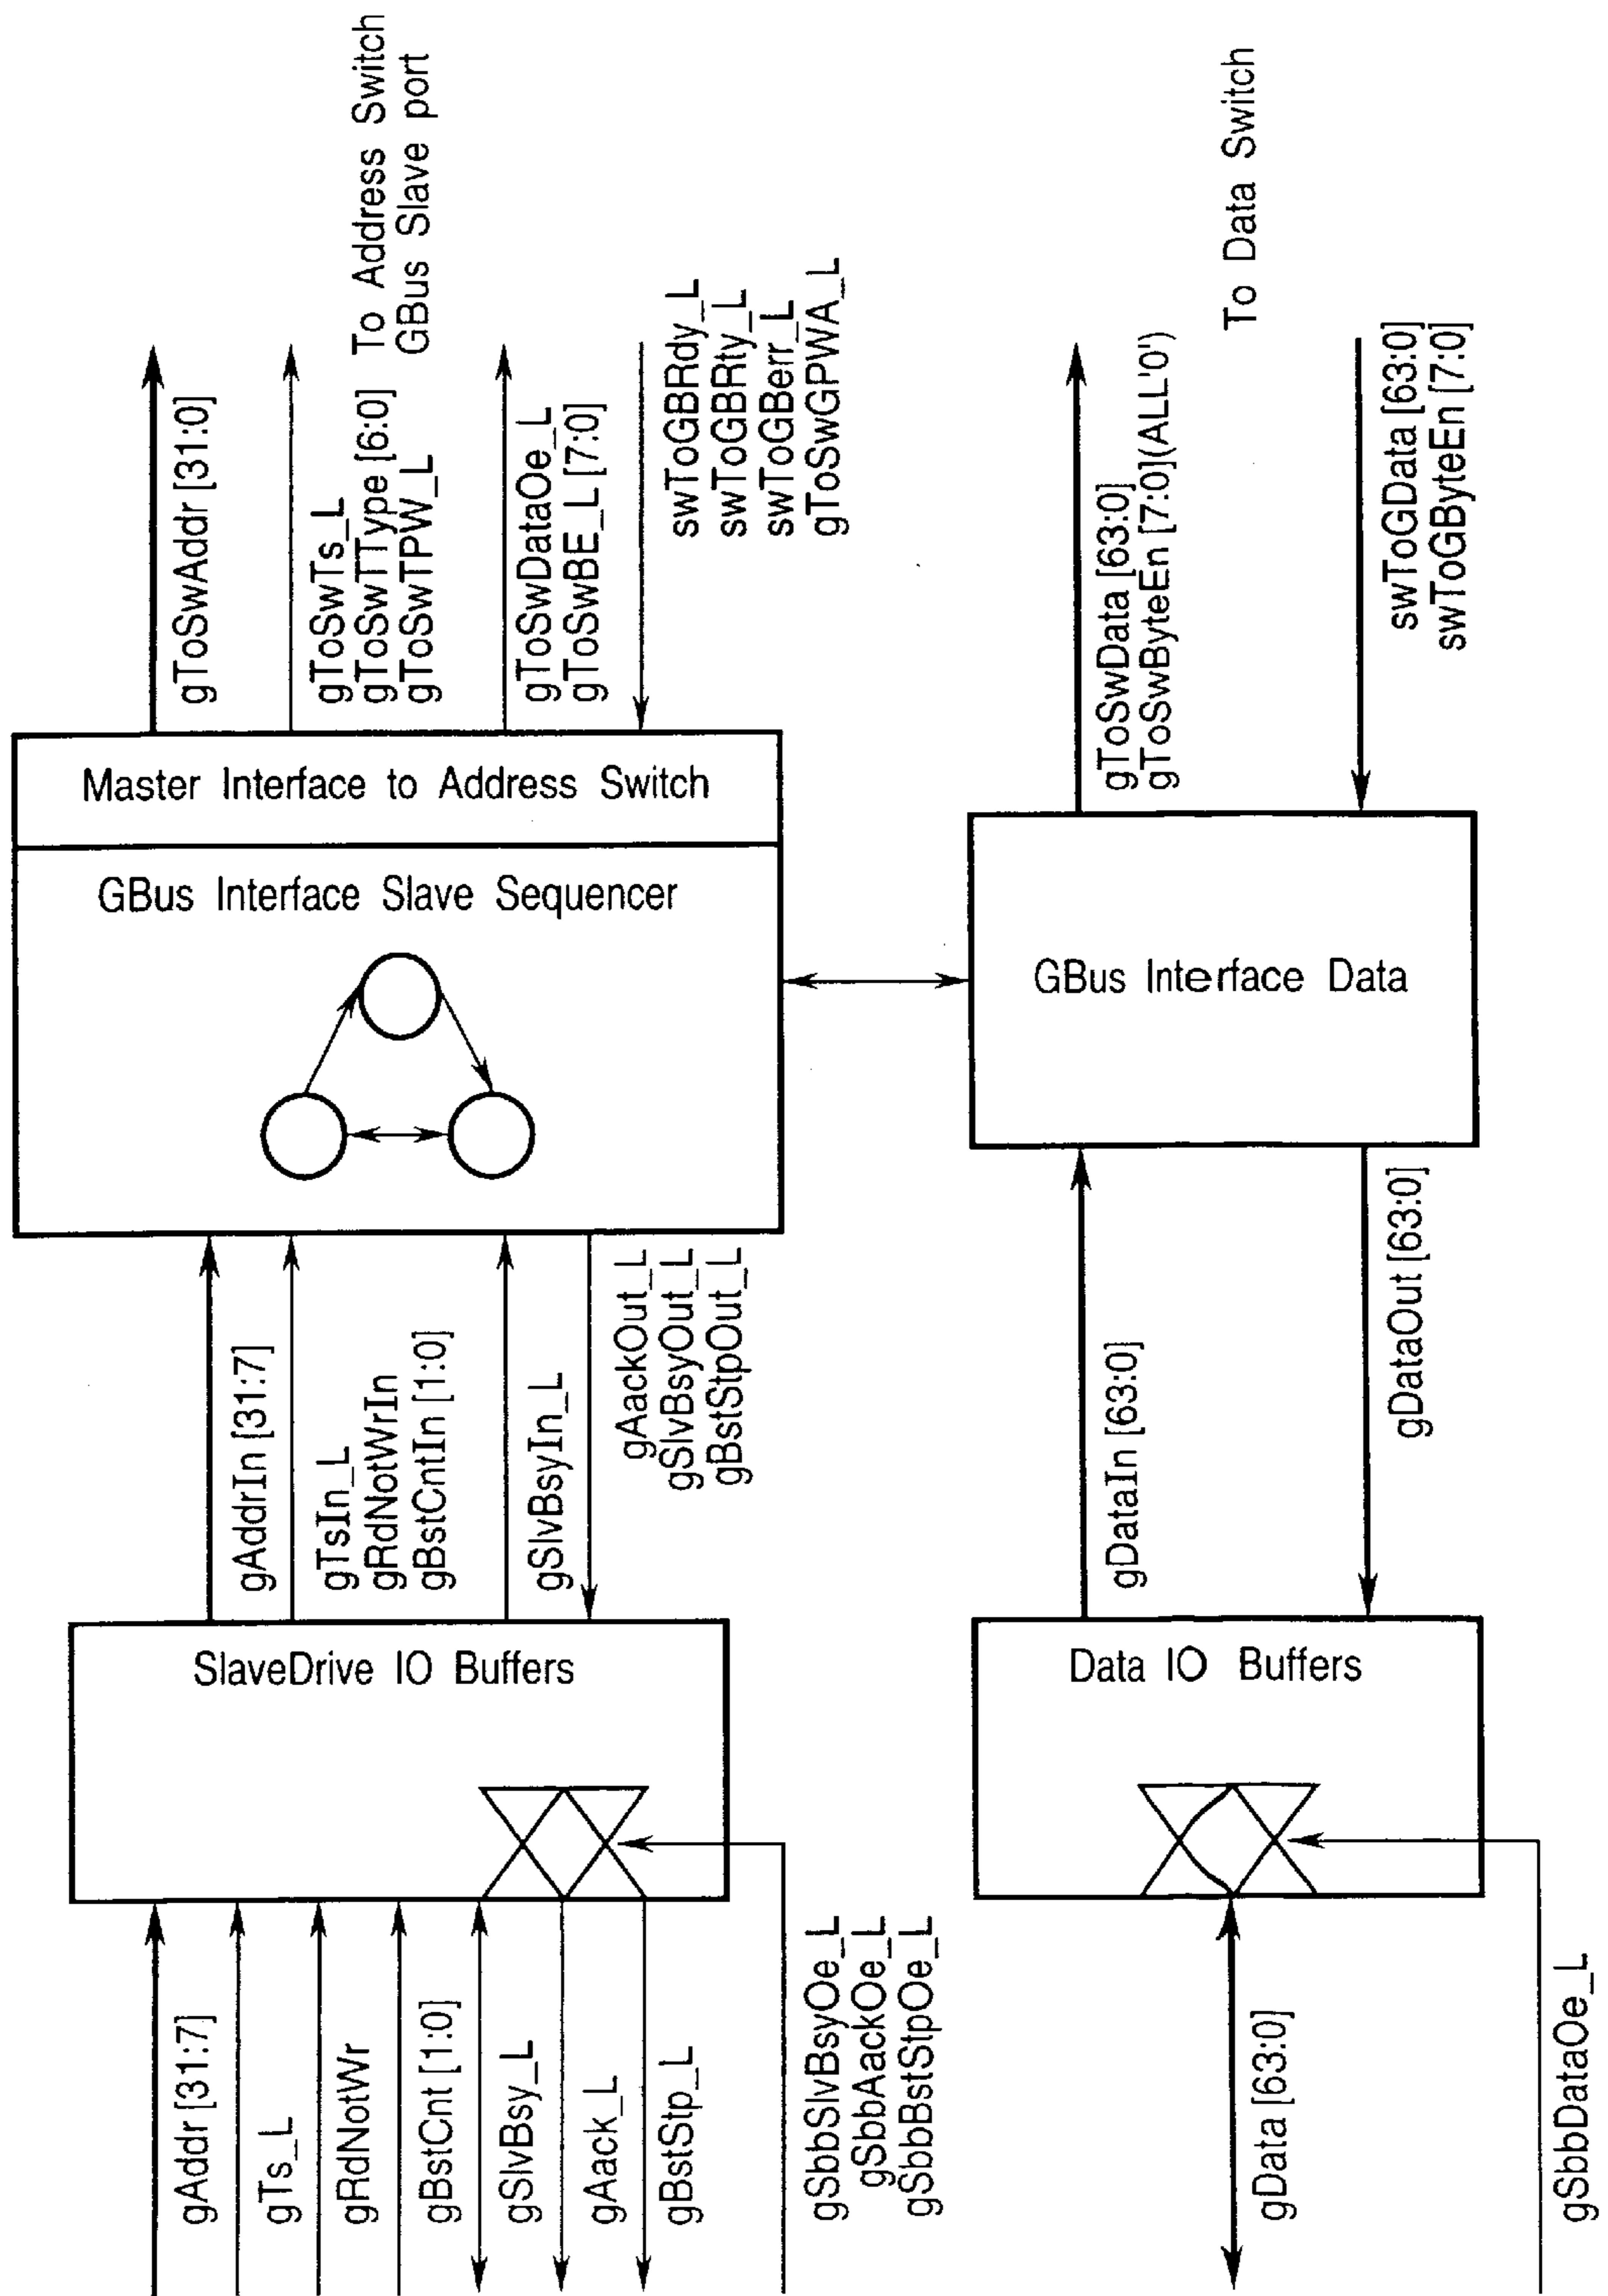 To Address Switch
GBus Slave port
gToSwAddr [31:0]
gToSwTs_L
gToSwTType [6:0]
gToSwTPW_L
gToSwDataOe_L
gToSwBE_L [7:0]
swToGBRdy_L
swToGBRty_L
swToGBerr_L
gToSwGPWA_L
Master Interface to Address Switch
GBus Interface Slave Sequencer
gAddrIn [31:7]
gTsIn_L
gRdNotWrIn
gBstCntIn [1:0]
gSlvBsyIn_L
gAackOut_L
gSlvBsyOut_L
gBstStpOut_L
SlaveDrive IO Buffers
gAddr [31:7]
gTs_L
gRdNotWr
gBstCnt [1:0]
gSlvBsy_L
gAack_L
gBstStp_L
gSbbSlvBsyOe_L
gSbbAackOe_L
gSbbBstStpOe_L
To Data Switch
gToSwData [63:0]
gToSwByteEn [7:0](ALL'0')
swToGData [63:0]
swToGByteEn [7:0]
GBus Interface Data
gDataIn [63:0]
gDataOut [63:0]
Data IO Buffers
gData [63:0]
gSbbDataOe_L